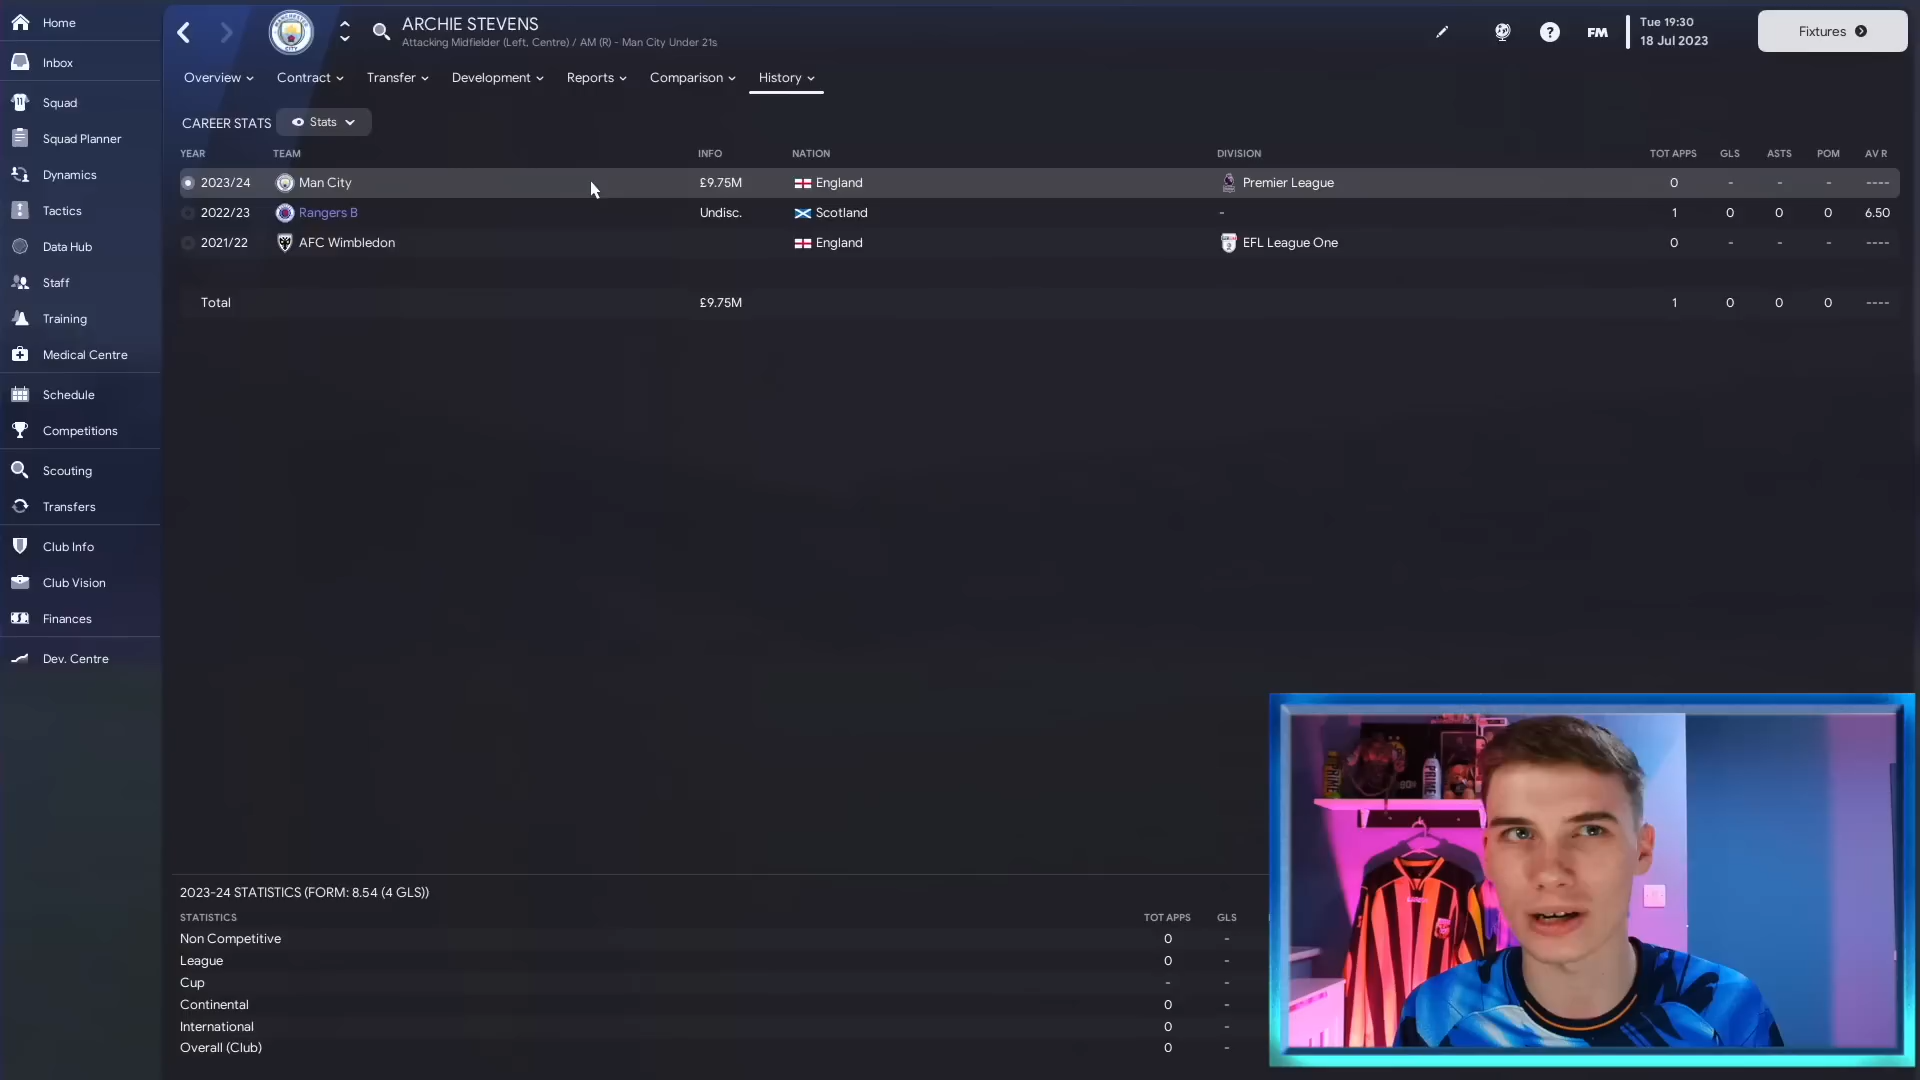 Home
Inbox
Squad
Squad Planner
Dynamics
Tactics
Data Hub
Staff
Training
Medical Centre
Schedule
Competitions
Scouting
Transfers
Club Info
Club Vision
Finances
Dev. Centre
ARCHIE STEVENS
Attacking Midfielder (Left, Centre) / AM (R) - Man City Under 21s
FM
Tue 19:30
18 Jul 2023
Fixtures
Overview Contract Transfer Development Reports Comparison History
CAREER STATS Stats
YEAR TEAM INFO NATION DIVISION TOT APPS GLS ASTS POM AV R
2023/24 Man City £9.75M England Premier League 0 - - - ----
2022/23 Rangers B Undisc. Scotland - 1 0 0 0 6.50
2021/22 AFC Wimbledon England EFL League One 0 - - - ----
Total £9.75M 1 0 0 0 ----
2023-24 STATISTICS (FORM: 8.54 (4 GLS))
STATISTICS TOT APPS GLS
Non Competitive 0 -
League 0 -
Cup - -
Continental 0 -
International 0 -
Overall (Club) 0 -
PRIME